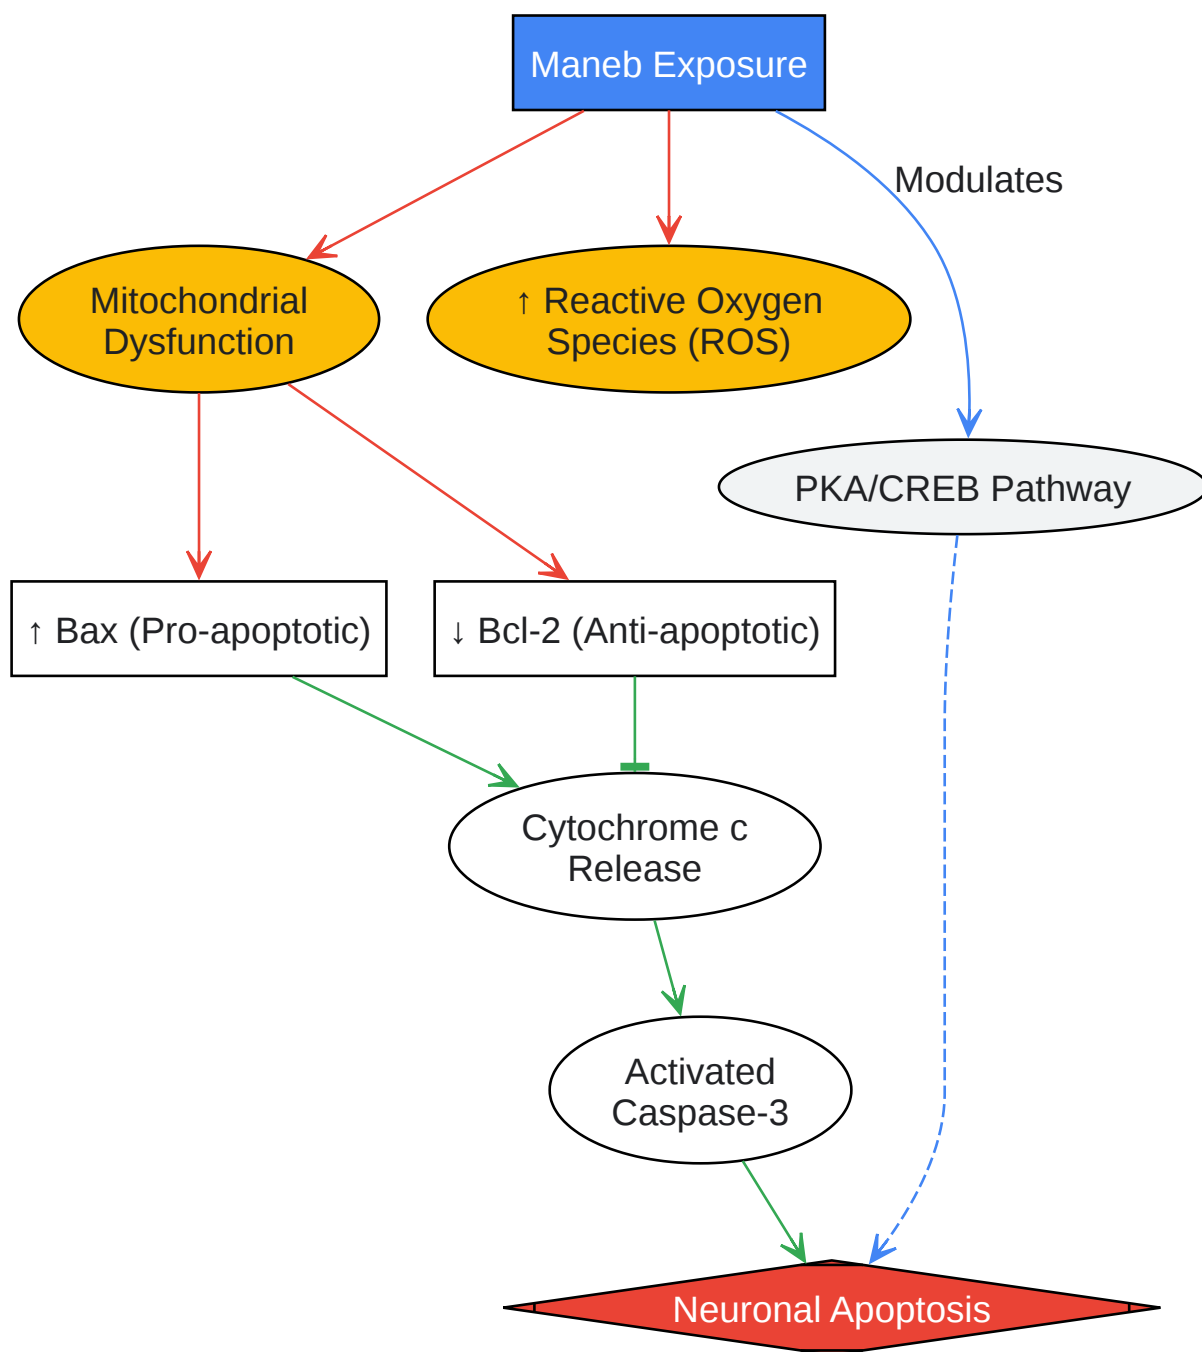 Maneb Exposure
Modulates
Mitochondrial
Dysfunction
↑ Reactive Oxygen
Species (ROS)
PKA/CREB Pathway
↑ Bax (Pro-apoptotic)
↓ Bcl-2 (Anti-apoptotic)
Cytochrome c
Release
Activated
Caspase-3
Neuronal Apoptosis